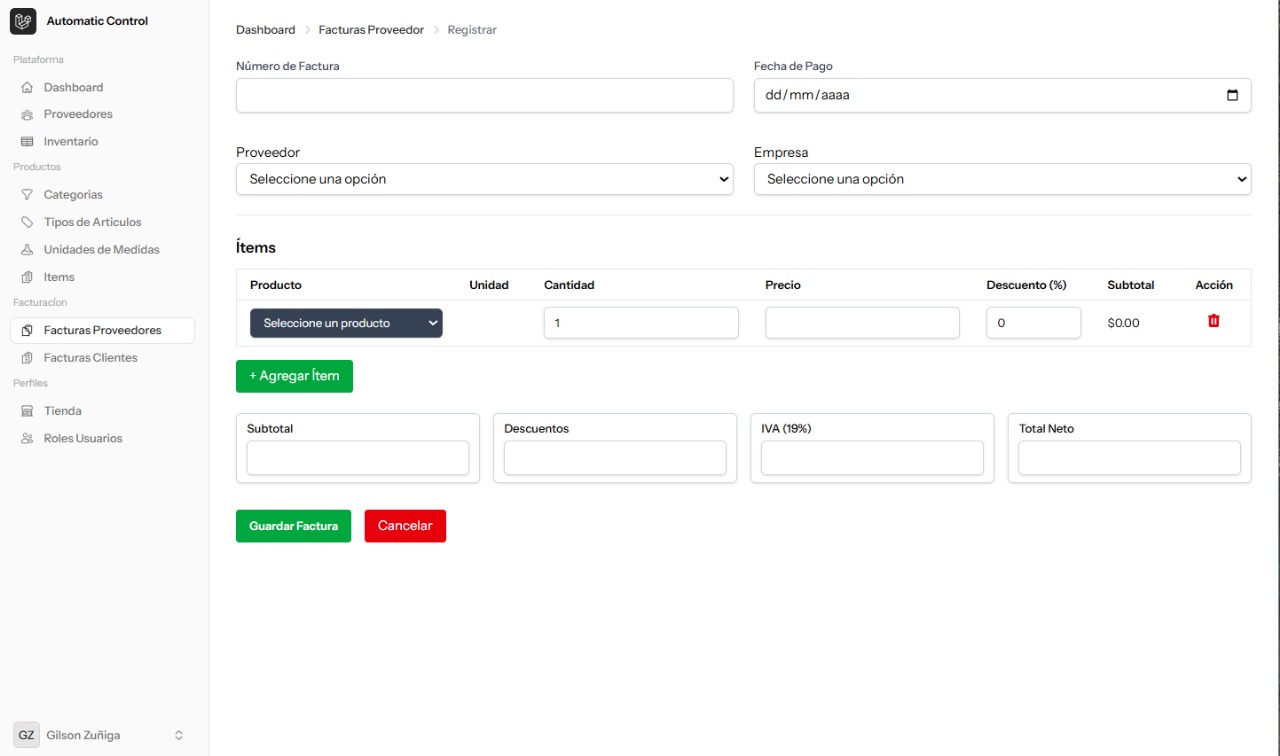 Automatic Control
Plataforma
Dashboard
Proveedores
Inventario
Productos
Categorias
Tipos de Articulos
Unidades de Medidas
Items
Facturacíon
Facturas Proveedores
Facturas Clientes
Perfiles
Tienda
Roles Usuarios
GZ Gilson Zuñiga
Dashboard Facturas Proveedor Registrar
Número de Factura Fecha de Pago
dd/mm/aaaa
Proveedor Empresa
Seleccione una opción Seleccione una opción
Ítems
Producto Unidad Cantidad Precio Descuento (%) Subtotal Acción
Seleccione un producto 1 0 $0.00
+ Agregar Ítem
Subtotal Descuentos IVA (19%) Total Neto
Guardar Factura Cancelar